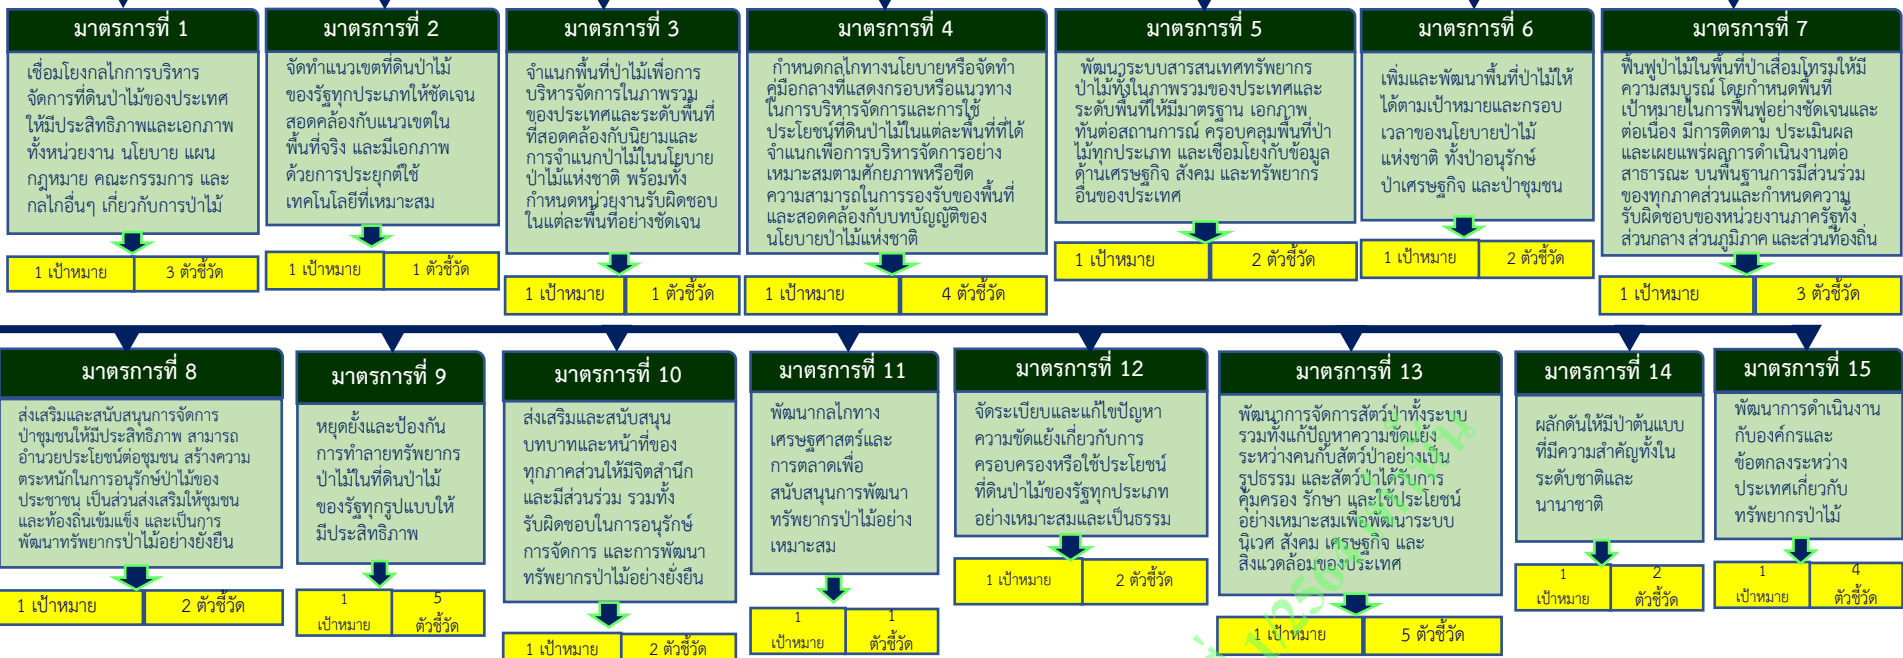 มาตรการที่ 1
เชื่อมโยงกลไกการบริหาร
จัดการที่ดินป่าไม้ของประเทศ
ให้มีประสิทธิภาพและเอกภาพ
ทั้งหน่วยงาน นโยบาย แผน
กฎหมาย คณะกรรมการ และ
กลไกอื่นๆ เกี่ยวกับการป่าไม้
1 เป้าหมาย
3 ตัวชี้วัด
มาตรการที่ 2
จัดทำแนวเขตที่ดินป่าไม้
ของรัฐทุกประเภทให้ชัดเจน
สอดคล้องกับแนวเขตใน
พื้นที่จริง และมีเอกภาพ
ด้วยการประยุกต์ใช้
เทคโนโลยีที่เหมาะสม
1 เป้าหมาย
1 ตัวชี้วัด
มาตรการที่ 3
จำแนกพื้นที่ป่าไม้เพื่อการ
บริหารจัดการในภาพรวม
ของประเทศและระดับพื้นที่
ที่สอดคล้องกับนิยามและ
การจำแนกป่าไม้ในนโยบาย
ป่าไม้แห่งชาติ พร้อมทั้ง
กำหนดหน่วยงานรับผิดชอบ
ในแต่ละพื้นที่อย่างชัดเจน
1 เป้าหมาย
1 ตัวชี้วัด
มาตรการที่ 4
กำหนดกลไกทางนโยบายหรือจัดทำ
คู่มือกลางที่แสดงกรอบหรือแนวทาง
ในการบริหารจัดการและการใช้
ประโยชน์ที่ดินป่าไม้ในแต่ละพื้นที่ที่ได้
จำแนกเพื่อการบริหารจัดการอย่าง
เหมาะสมตามศักยภาพหรือขีด
ความสามารถในการรองรับของพื้นที่
และสอดคล้องกับบทบัญญัติของ
นโยบายป่าไม้แห่งชาติ
1 เป้าหมาย
4 ตัวชี้วัด
มาตรการที่ 5
พัฒนาระบบสารสนเทศทรัพยากร
ป่าไม้ทั้งในภาพรวมของประเทศและ
ระดับพื้นที่ให้มีมาตรฐาน เอกภาพ
ทันต่อสถานการณ์ ครอบคลุมพื้นที่ป่า
ไม้ทุกประเภท และเชื่อมโยงกับข้อมูล
ด้านเศรษฐกิจ สังคม และทรัพยากร
อื่นของประเทศ
1 เป้าหมาย
2 ตัวชี้วัด
มาตรการที่ 6
เพิ่มและพัฒนาพื้นที่ป่าไม้ให้
ได้ตามเป้าหมายและกรอบ
เวลาของนโยบายป่าไม้
แห่งชาติ ทั้งป่าอนุรักษ์
ป่าเศรษฐกิจ และป่าชุมชน
1 เป้าหมาย
2 ตัวชี้วัด
มาตรการที่ 7
ฟื้นฟูป่าไม้ในพื้นที่ป่าเสื่อมโทรมให้มี
ความสมบูรณ์ โดยกำหนดพื้นที่
เป้าหมายในการฟื้นฟูอย่างชัดเจนและ
ต่อเนื่อง มีการติดตาม ประเมินผล
และเผยแพร่ผลการดำเนินงานต่อ
สาธารณะ บนพื้นฐานการมีส่วนร่วม
ของทุกภาคส่วนและกำหนดความ
รับผิดชอบของหน่วยงานภาครัฐทั้ง
ส่วนกลาง ส่วนภูมิภาค และส่วนท้องถิ่น
1 เป้าหมาย
3 ตัวชี้วัด
มาตรการที่ 8
ส่งเสริมและสนับสนุนการจัดการ
ป่าชุมชนให้มีประสิทธิภาพ สามารถ
อำนวยประโยชน์ต่อชุมชน สร้างความ
ตระหนักในการอนุรักษ์ป่าไม้ของ
ประชาชน เป็นส่วนส่งเสริมให้ชุมชน
และท้องถิ่นเข้มแข็ง และเป็นการ
พัฒนาทรัพยากรป่าไม้อย่างยั่งยืน
1 เป้าหมาย
2 ตัวชี้วัด
มาตรการที่ 9
หยุดยั้งและป้องกัน
การทำลายทรัพยากร
ป่าไม้ในที่ดินป่าไม้
ของรัฐทุกรูปแบบให้
มีประสิทธิภาพ
1
เป้าหมาย
5
ตัวชี้วัด
มาตรการที่ 10
ส่งเสริมและสนับสนุน
บทบาทและหน้าที่ของ
ทุกภาคส่วนให้มีจิตสำนึก
และมีส่วนร่วม รวมทั้ง
รับผิดชอบในการอนุรักษ์
การจัดการ และการพัฒนา
ทรัพยากรป่าไม้อย่างยั่งยืน
1 เป้าหมาย
2 ตัวชี้วัด
มาตรการที่ 11
พัฒนากลไกทาง
เศรษฐศาสตร์และ
การตลาดเพื่อ
สนับสนุนการพัฒนา
ทรัพยากรป่าไม้อย่าง
เหมาะสม
1
เป้าหมาย
1
ตัวชี้วัด
มาตรการที่ 12
จัดระเบียบและแก้ไขปัญหา
ความขัดแย้งเกี่ยวกับการ
ครอบครองหรือใช้ประโยชน์
ที่ดินป่าไม้ของรัฐทุกประเภท
อย่างเหมาะสมและเป็นธรรม
1 เป้าหมาย
2 ตัวชี้วัด
มาตรการที่ 13
พัฒนาการจัดการสัตว์ป่าทั้งระบบ
รวมทั้งแก้ปัญหาความขัดแย้ง
ระหว่างคนกับสัตว์ป่าอย่างเป็น
รูปธรรม และสัตว์ป่าได้รับการ
คุ้มครอง รักษา และใช้ประโยชน์
อย่างเหมาะสมเพื่อพัฒนาระบบ
นิเวศ สังคม เศรษฐกิจ และ
สิ่งแวดล้อมของประเทศ
1 เป้าหมาย
5 ตัวชี้วัด
มาตรการที่ 14
ผลักดันให้มีป่าต้นแบบ
ที่มีความสำคัญทั้งใน
ระดับชาติและ
นานาชาติ
1
เป้าหมาย
2
ตัวชี้วัด
มาตรการที่ 15
พัฒนาการดำเนินงาน
กับองค์กรและ
ข้อตกลงระหว่าง
ประเทศเกี่ยวกับ
ทรัพยากรป่าไม้
1
เป้าหมาย
4
ตัวชี้วัด